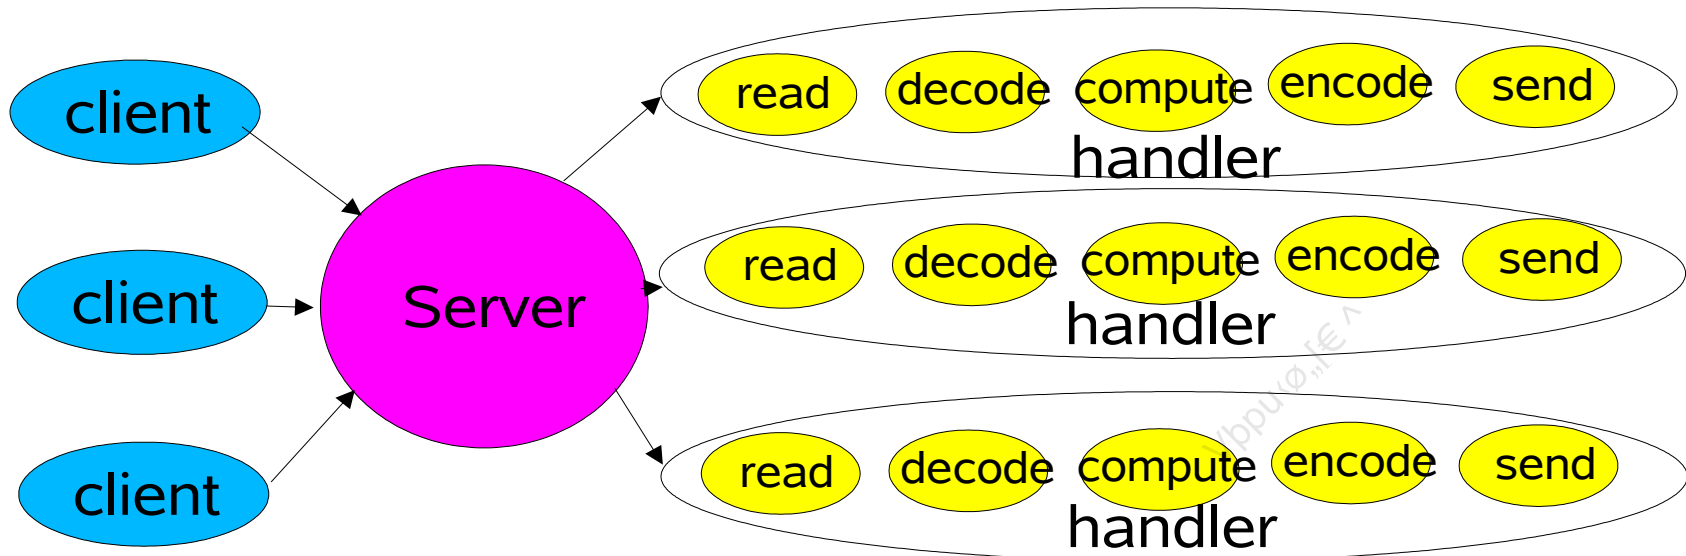 client
client
client
Server
read decode compute encode send
handler
read decode compute encode send
handler
read decode compute encode send
handler